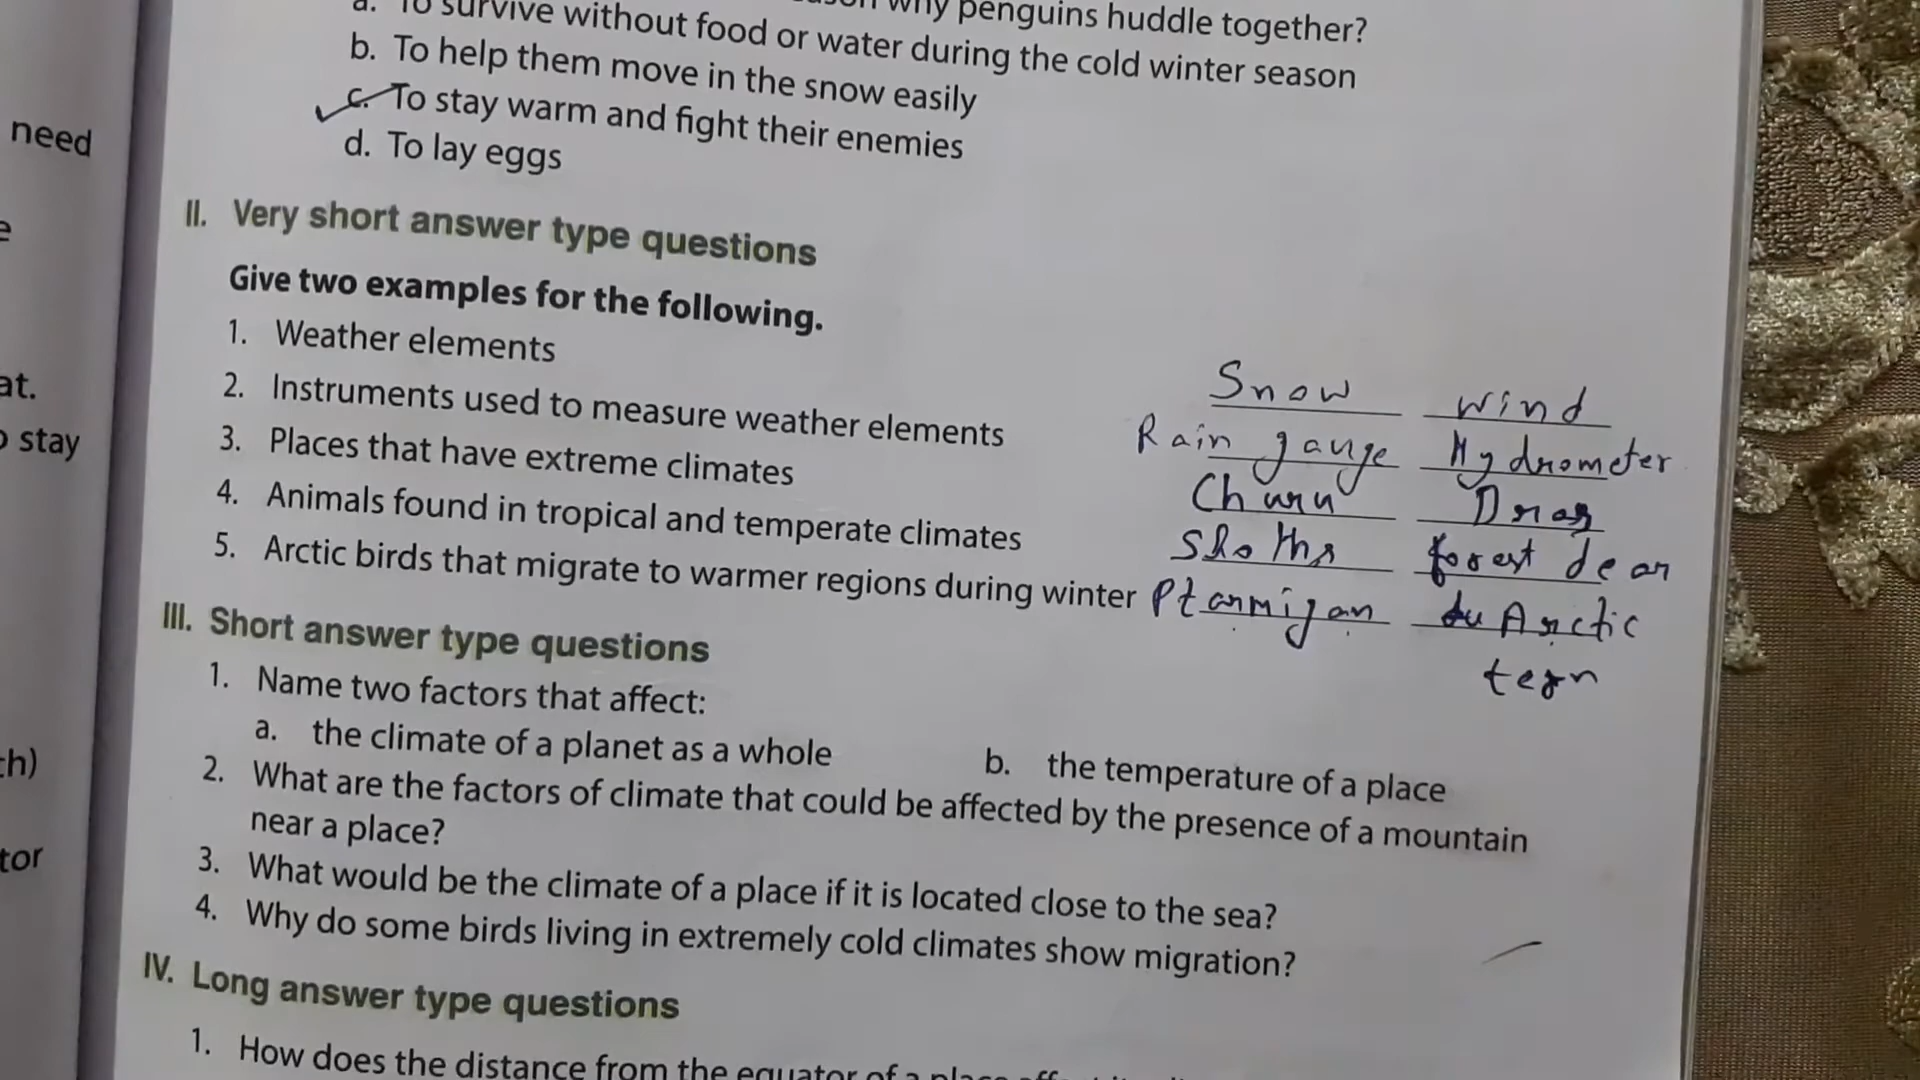 why penguins huddle together?
a. To survive without food or water during the cold winter season
b. To help them move in the snow easily
c. To stay warm and fight their enemies
d. To lay eggs
II. Very short answer type questions
Give two examples for the following.
1. Weather elements Snow Wind
2. Instruments used to measure weather elements Rain gauge Hydrometer
3. Places that have extreme climates Churu Dras
4. Animals found in tropical and temperate climates Sloths forest dear
5. Arctic birds that migrate to warmer regions during winter Ptarmigan Arctic
tern
III. Short answer type questions
1. Name two factors that affect:
a. the climate of a planet as a whole b. the temperature of a place
2. What are the factors of climate that could be affected by the presence of a mountain
near a place?
3. What would be the climate of a place if it is located close to the sea?
4. Why do some birds living in extremely cold climates show migration?
IV. Long answer type questions
1. How does the distance from the equator of a place
need
at.
stay